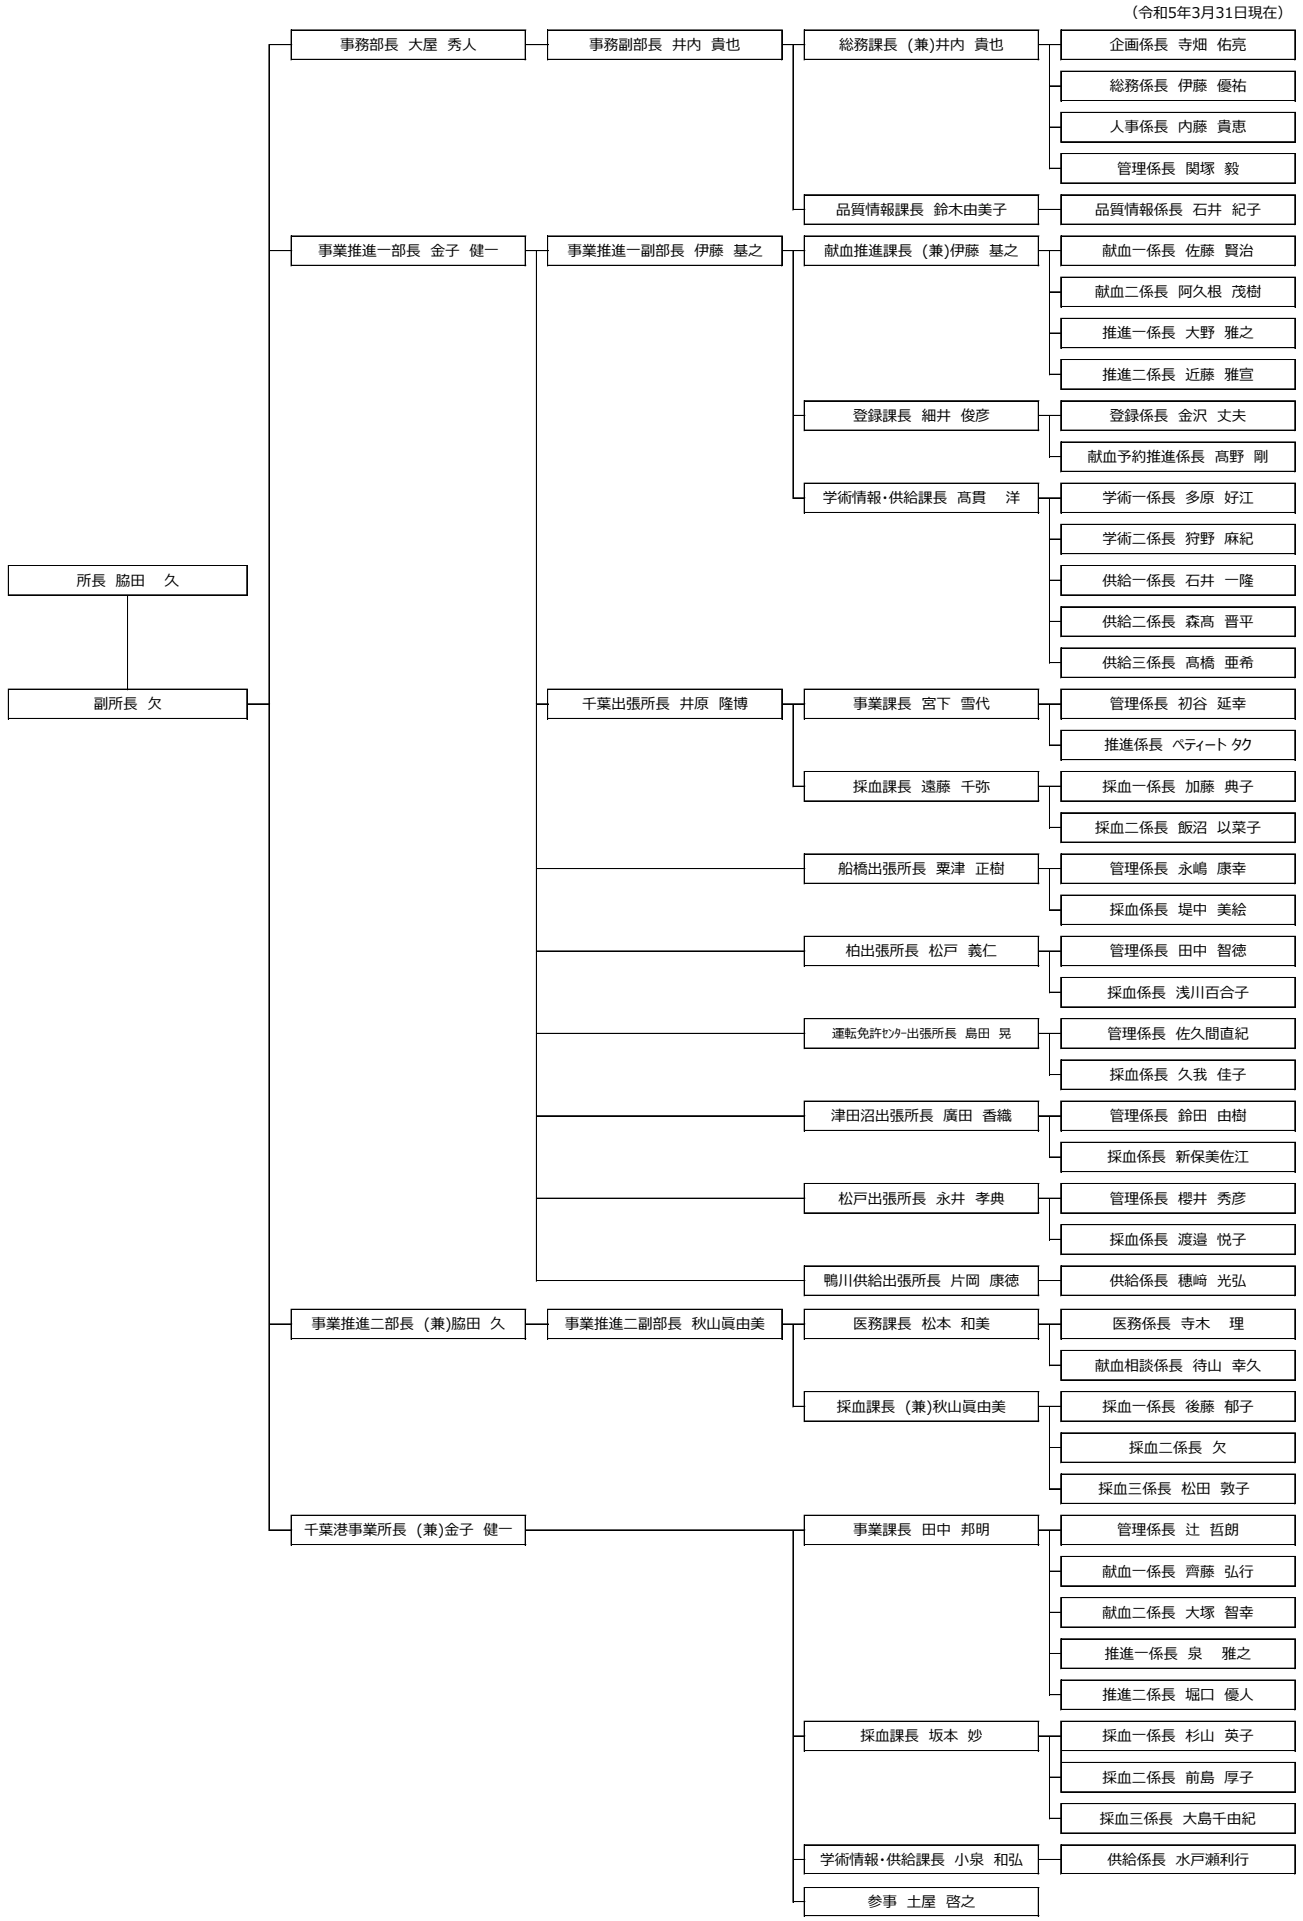 （令和5年3月31日現在）
事務部長 大屋 秀人
事務副部長 井内 貴也
総務課長 (兼)井内 貴也
企画係長 寺畑 佑亮
総務係長 伊藤 優祐
人事係長 内藤 貴恵
管理係長 関塚 毅
品質情報課長 鈴木由美子
品質情報係長 石井 紀子
事業推進一部長 金子 健一
事業推進一副部長 伊藤 基之
献血推進課長 (兼)伊藤 基之
献血一係長 佐藤 賢治
献血二係長 阿久根 茂樹
推進一係長 大野 雅之
推進二係長 近藤 雅宣
登録課長 細井 俊彦
登録係長 金沢 丈夫
献血予約推進係長 髙野 剛
学術情報・供給課長 髙貫 洋
学術一係長 多原 好江
学術二係長 狩野 麻紀
所長 脇田 久
供給一係長 石井 一隆
供給二係長 森髙 晋平
供給三係長 髙橋 亜希
副所長 欠
千葉出張所長 井原 隆博
事業課長 宮下 雪代
管理係長 初谷 延幸
推進係長 ペティート タク
採血課長 遠藤 千弥
採血一係長 加藤 典子
採血二係長 飯沼 以菜子
船橋出張所長 粟津 正樹
管理係長 永嶋 康幸
採血係長 堤中 美絵
柏出張所長 松戸 義仁
管理係長 田中 智徳
採血係長 浅川百合子
運転免許ｾﾝﾀｰ出張所長 島田 晃
管理係長 佐久間直紀
採血係長 久我 佳子
津田沼出張所長 廣田 香織
管理係長 鈴田 由樹
採血係長 新保美佐江
松戸出張所長 永井 孝典
管理係長 櫻井 秀彦
採血係長 渡邉 悦子
鴨川供給出張所長 片岡 康徳
供給係長 穗﨑 光弘
事業推進二部長 (兼)脇田 久
事業推進二副部長 秋山眞由美
医務課長 松本 和美
医務係長 寺木 理
献血相談係長 待山 幸久
採血課長 (兼)秋山眞由美
採血一係長 後藤 郁子
採血二係長 欠
採血三係長 松田 敦子
千葉港事業所長 (兼)金子 健一
事業課長 田中 邦明
管理係長 辻 哲朗
献血一係長 齊藤 弘行
献血二係長 大塚 智幸
推進一係長 泉 雅之
推進二係長 堀口 優人
採血課長 坂本 妙
採血一係長 杉山 英子
採血二係長 前島 厚子
採血三係長 大島千由紀
学術情報・供給課長 小泉 和弘
供給係長 水戸瀬利行
参事 土屋 啓之